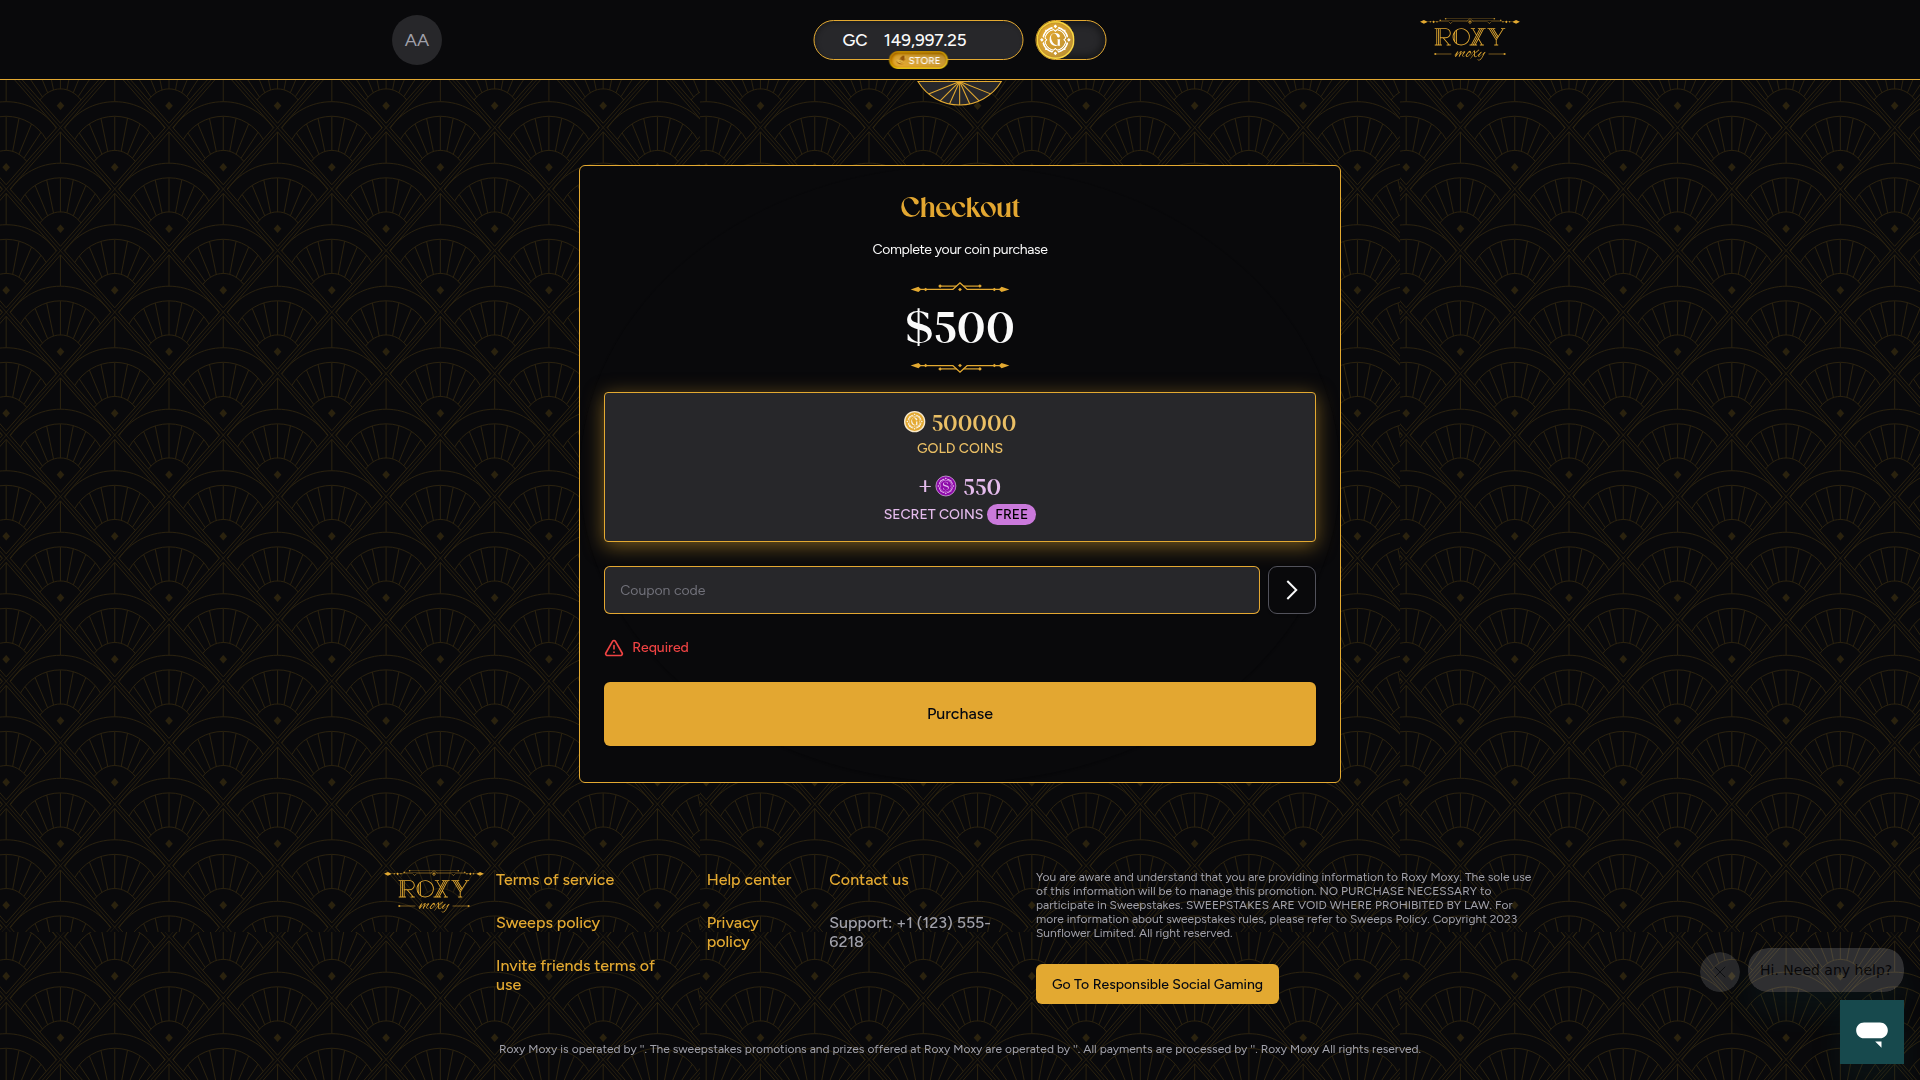 AA
GC 149,997.25
STORE
G
ROXY
moxy
Checkout
Complete your coin purchase
$500
500000
GOLD COINS
+ S 550
SECRET COINS FREE
Coupon code
Required
Purchase
ROXY
moxy
Terms of service
Sweeps policy
Invite friends terms of
use
Help center
Privacy
policy
Contact us
Support: +1 (123) 555-
6218
You are aware and understand that you are providing information to Roxy Moxy. The sole use
of this information will be to manage this promotion. NO PURCHASE NECESSARY to
participate in Sweepstakes. SWEEPSTAKES ARE VOID WHERE PROHIBITED BY LAW. For
more information about sweepstakes rules, please refer to Sweeps Policy. Copyright 2023
Sunflower Limited. All right reserved.
Go To Responsible Social Gaming
Hi. Need any help?
Roxy Moxy is operated by ''. The sweepstakes promotions and prizes offered at Roxy Moxy are operated by ''. All payments are processed by ''. Roxy Moxy All rights reserved.